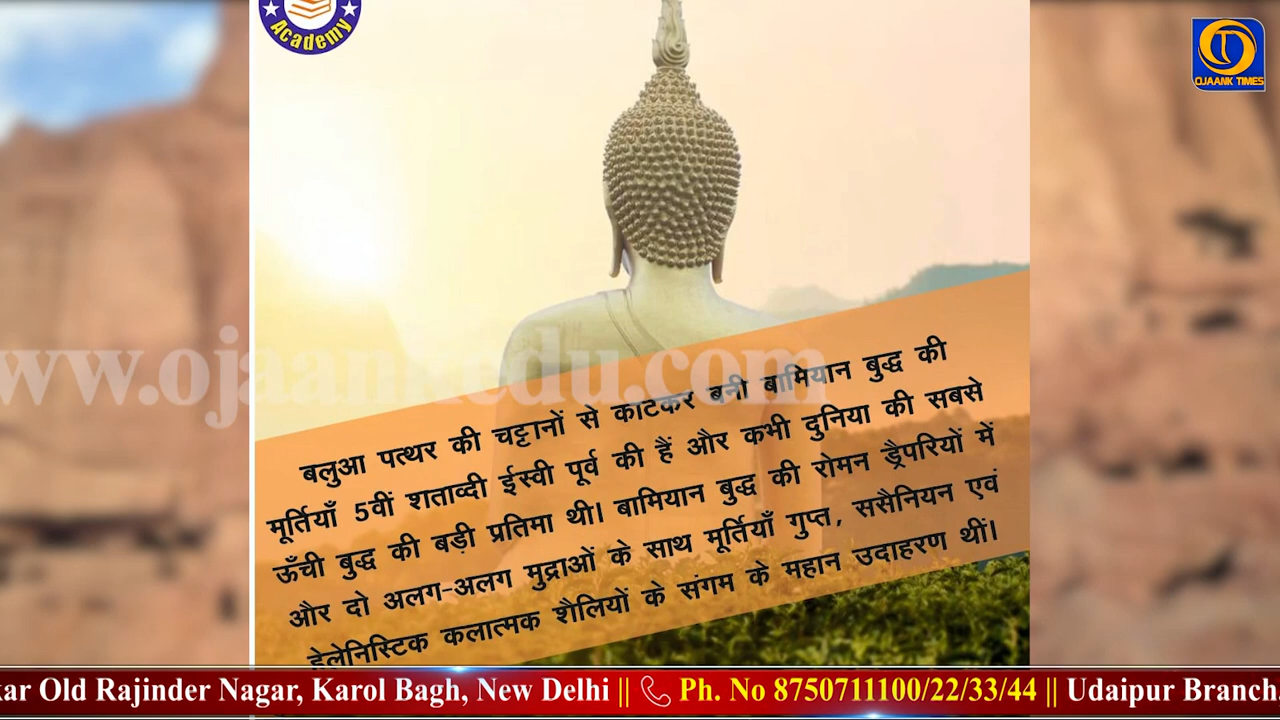 Academy
OJAANK TIMES
www.ojaankedu.com
बलुआ पत्थर की चट्टानों से काटकर बनी बामियान बुद्ध की
मूर्तियाँ 5वीं शताव्दी ईस्वी पूर्व की हैं और कभी दुनिया की सबसे
ऊँची बुद्ध की बड़ी प्रतिमा थी। बामियान बुद्ध की रोमन ड्रैपरियों में
और दो अलग-अलग मुद्राओं के साथ मूर्तियाँ गुप्त, ससैनियन एवं
हेलेनिस्टिक कलात्मक शैलियों के संगम के महान उदाहरण थीं।
kar Old Rajinder Nagar, Karol Bagh, New Delhi || Ph. No 8750711100/22/33/44 || Udaipur Branch